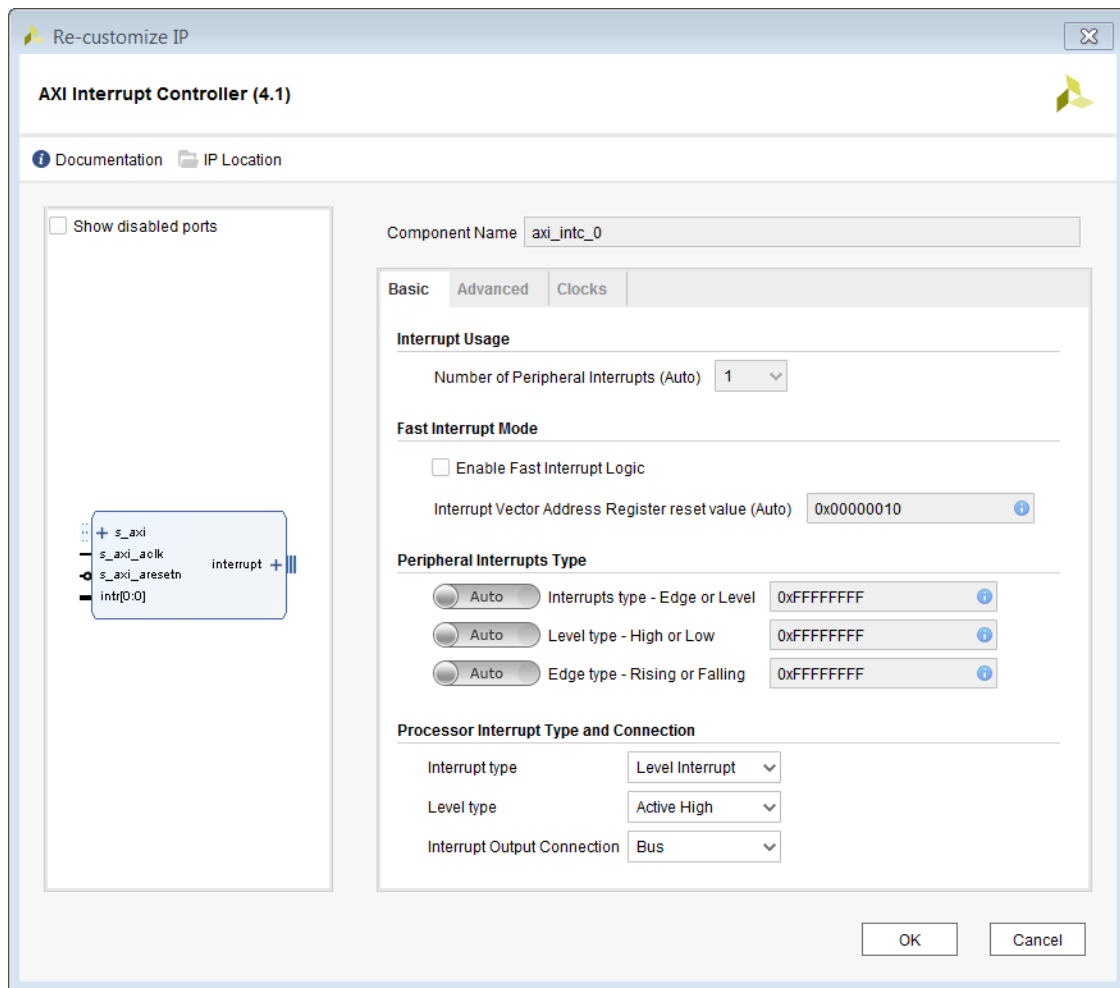 Re-customize IP
AXI Interrupt Controller (4.1)
Documentation IP Location
Show disabled ports
s_axi
s_axi_aclk
s_axi_aresetn
intr[0:0]
interrupt
Component Name axi_intc_0
Basic Advanced Clocks
Interrupt Usage
Number of Peripheral Interrupts (Auto) 1
Fast Interrupt Mode
Enable Fast Interrupt Logic
Interrupt Vector Address Register reset value (Auto) 0x00000010
Peripheral Interrupts Type
Auto Interrupts type - Edge or Level 0xFFFFFFFF
Auto Level type - High or Low 0xFFFFFFFF
Auto Edge type - Rising or Falling 0xFFFFFFFF
Processor Interrupt Type and Connection
Interrupt type Level Interrupt
Level type Active High
Interrupt Output Connection Bus
OK Cancel